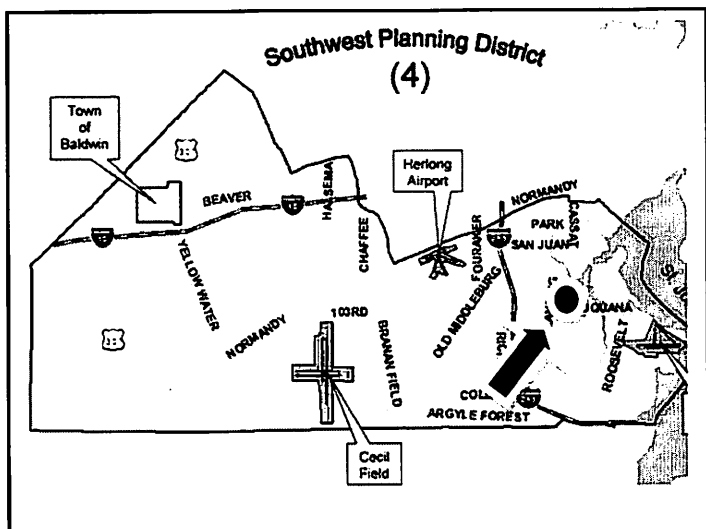 Southwest Planning District
(4)
Town
of
Baldwin
Herlong
Airport
BEAVER
HALSEMA
CHAFFEE
NORMANDY
CASSAT
PARK
FOURAKER
SAN JUAN
YELLOW WATER
OLD MIDDLEBURG
NORMANDY
103RD
BRANAN FIELD
ROOSEVELT
ARGYLE FOREST
Cecil
Field